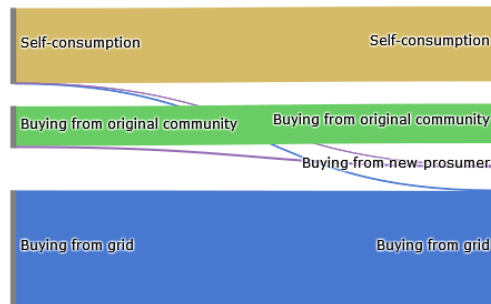 Self-consumption
Self-consumption
Buying from original community
Buying from original community
Buying from new prosumer
Buying from grid
Buying from grid